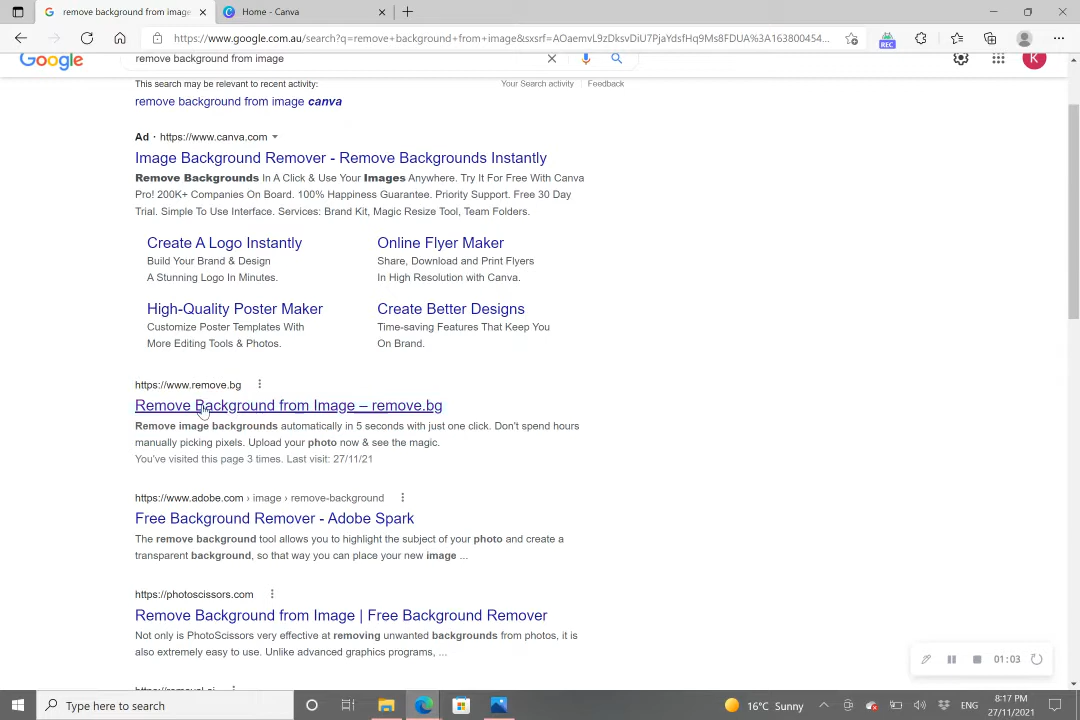 remove background from image
Home - Canva
https://www.google.com.au/search?q=remove+background+from+image&sxsrf=AOaemvL9zDksvDiU7PjaYdsfHq9Ms8FDUA%3A163800454...
REC
Google
remove background from image
K
This search may be relevant to recent activity:
Your Search activity
Feedback
remove background from image canva
Ad · https://www.canva.com
Image Background Remover - Remove Backgrounds Instantly
Remove Backgrounds In A Click & Use Your Images Anywhere. Try It For Free With Canva
Pro! 200K+ Companies On Board. 100% Happiness Guarantee. Priority Support. Free 30 Day
Trial. Simple To Use Interface. Services: Brand Kit, Magic Resize Tool, Team Folders.
Create A Logo Instantly
Build Your Brand & Design
A Stunning Logo In Minutes.
Online Flyer Maker
Share, Download and Print Flyers
In High Resolution with Canva.
High-Quality Poster Maker
Customize Poster Templates With
More Editing Tools & Photos.
Create Better Designs
Time-saving Features That Keep You
On Brand.
https://www.remove.bg
Remove Background from Image – remove.bg
Remove image backgrounds automatically in 5 seconds with just one click. Don't spend hours
manually picking pixels. Upload your photo now & see the magic.
You've visited this page 3 times. Last visit: 27/11/21
https://www.adobe.com › image › remove-background
Free Background Remover - Adobe Spark
The remove background tool allows you to highlight the subject of your photo and create a
transparent background, so that way you can place your new image ...
https://photoscissors.com
Remove Background from Image | Free Background Remover
Not only is PhotoScissors very effective at removing unwanted backgrounds from photos, it is
also extremely easy to use. Unlike advanced graphics programs, ...
01:03
Type here to search
16°C Sunny
ENG
8:17 PM
27/11/2021